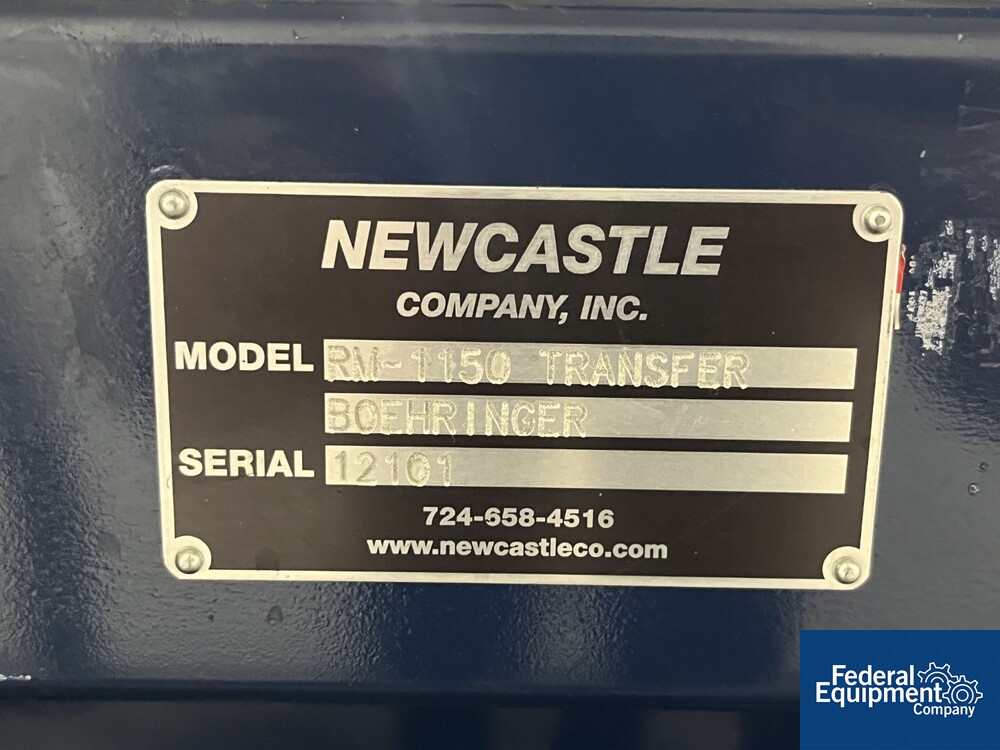 NEWCASTLE
COMPANY, INC.
MODEL RM-1150 TRANSFER
BOEHRINGER
SERIAL 12101
724-658-4516
www.newcastleco.com
Federal
Equipment
Company